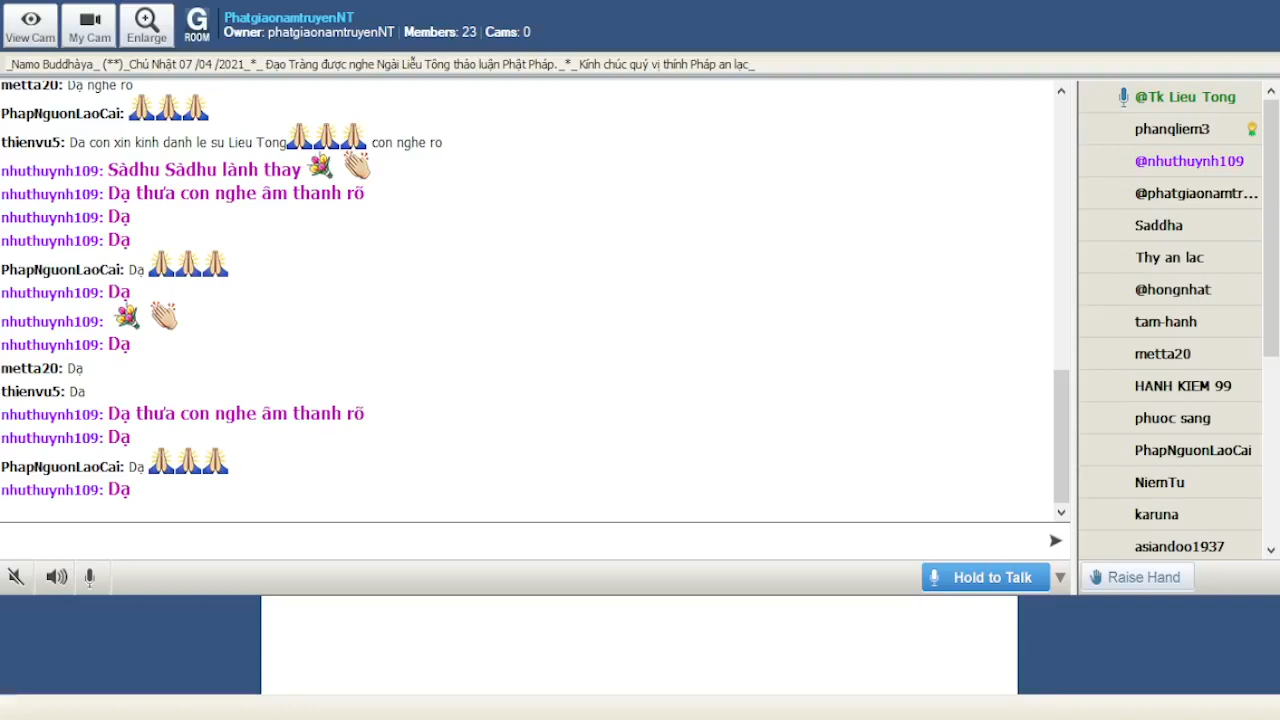 View Cam
My Cam
Enlarge
G
ROOM
PhatgiaonamtruyenNT
Owner: phatgiaonamtruyenNT | Members: 23 | Cams: 0
_Namo Buddhàya_ (**)_Chủ Nhật 07 /04 /2021_*_ Đạo Tràng được nghe Ngài Liễu Tông thảo luận Phật Pháp._*_Kính chúc quý vị thính Pháp an lạc_
metta20: Dạ nghe ro
PhapNguonLaoCai:
thienvu5: Da con xin kinh danh le su Lieu Tong con nghe ro
nhuthuynh109: Sàdhu Sàdhu lành thay
nhuthuynh109: Dạ thưa con nghe âm thanh rõ
nhuthuynh109: Dạ
nhuthuynh109: Dạ
PhapNguonLaoCai: Dạ
nhuthuynh109: Dạ
nhuthuynh109:
nhuthuynh109: Dạ
metta20: Dạ
thienvu5: Da
nhuthuynh109: Dạ thưa con nghe âm thanh rõ
nhuthuynh109: Dạ
PhapNguonLaoCai: Dạ
nhuthuynh109: Dạ
Hold to Talk
@Tk Lieu Tong
phanqliem3
@nhuthuynh109
@phatgiaonamtr...
Saddha
Thy an lac
@hongnhat
tam-hanh
metta20
HANH KIEM 99
phuoc sang
PhapNguonLaoCai
NiemTu
karuna
asiandoo1937
Raise Hand